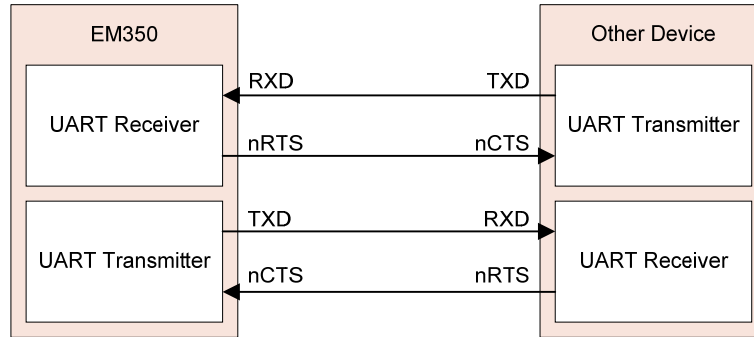 EM350
Other Device
RXD
TXD
UART Receiver
UART Transmitter
nRTS
nCTS
TXD
RXD
UART Transmitter
UART Receiver
nCTS
nRTS